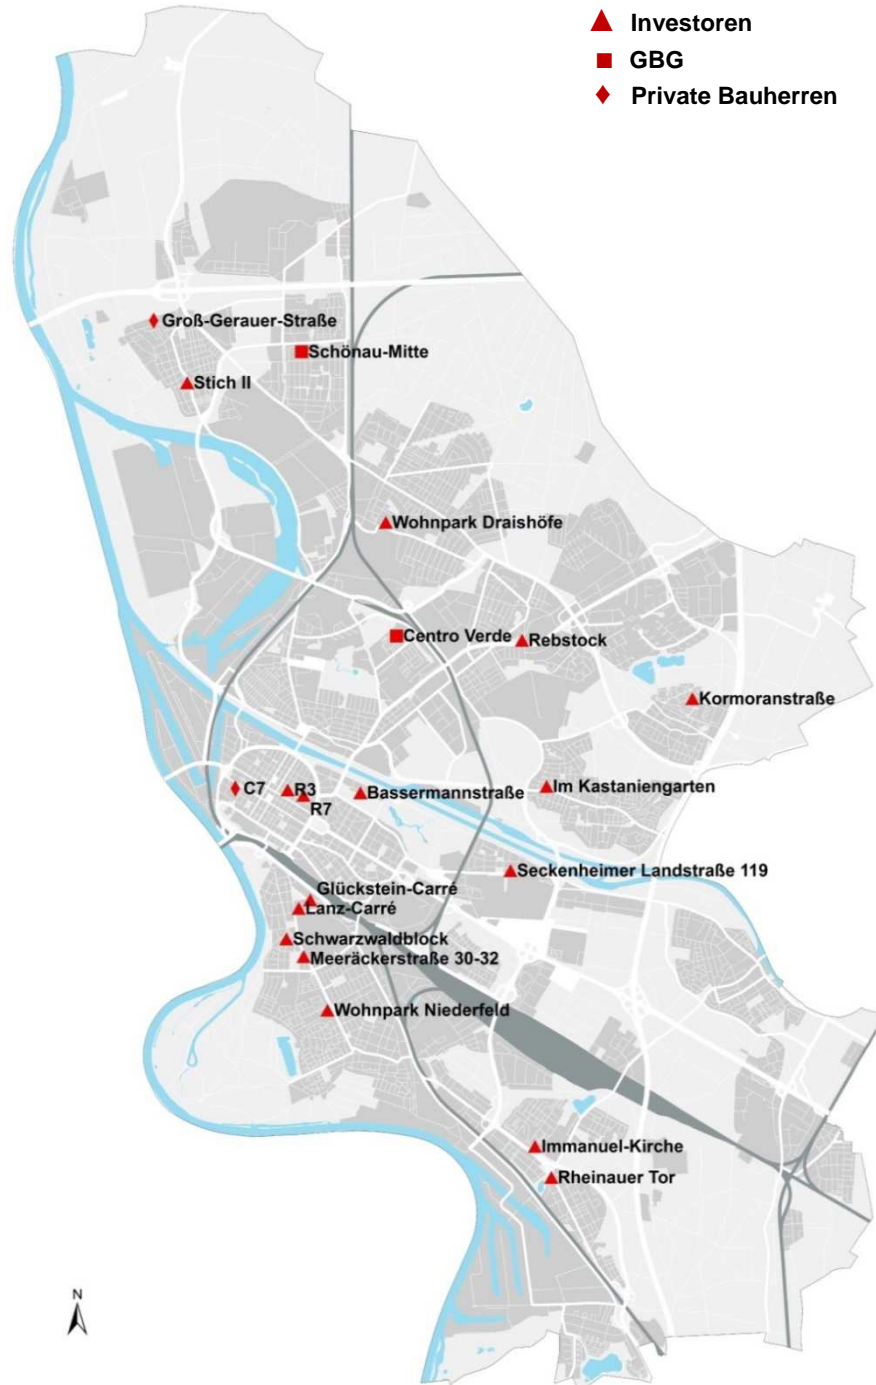 Investoren
GBG
Private Bauherren
Groß-Gerauer-Straße
Schönau-Mitte
Stich II
Wohnpark Draishöfe
Centro Verde
Rebstock
Kormoranstraße
C7
R3
R7
Bassermannstraße
Im Kastaniengarten
Seckenheimer Landstraße 119
Glückstein-Carré
Lanz-Carré
Schwarzwaldblock
Meeräckerstraße 30-32
Wohnpark Niederfeld
Immanuel-Kirche
Rheinauer Tor
N